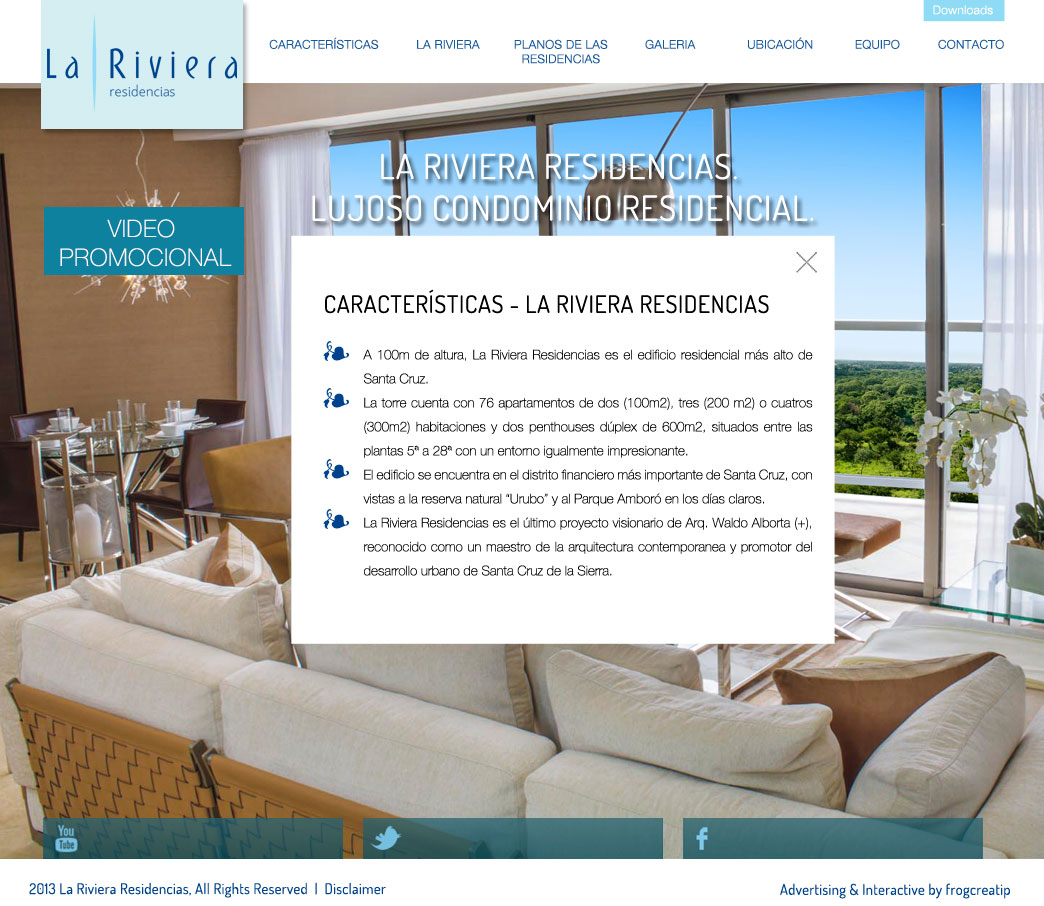 Downloads
La Riviera
residencias
CARACTERÍSTICAS
LA RIVIERA
PLANOS DE LAS
RESIDENCIAS
GALERIA
UBICACIÓN
EQUIPO
CONTACTO
LA RIVIERA RESIDENCIAS.
LUJOSO CONDOMINIO RESIDENCIAL.
VIDEO
PROMOCIONAL
CARACTERÍSTICAS - LA RIVIERA RESIDENCIAS
A 100m de altura, La Riviera Residencias es el edificio residencial más alto de
Santa Cruz.
La torre cuenta con 76 apartamentos de dos (100m2), tres (200 m2) o cuatros
(300m2) habitaciones y dos penthouses dúplex de 600m2, situados entre las
plantas 5ª a 28ª con un entorno igualmente impresionante.
El edificio se encuentra en el distrito financiero más importante de Santa Cruz, con
vistas a la reserva natural “Urubo” y al Parque Amboró en los días claros.
La Riviera Residencias es el último proyecto visionario de Arq. Waldo Alborta (+),
reconocido como un maestro de la arquitectura contemporanea y promotor del
desarrollo urbano de Santa Cruz de la Sierra.
You
Tube
2013 La Riviera Residencias, All Rights Reserved | Disclaimer
Advertising & Interactive by frogcreatip